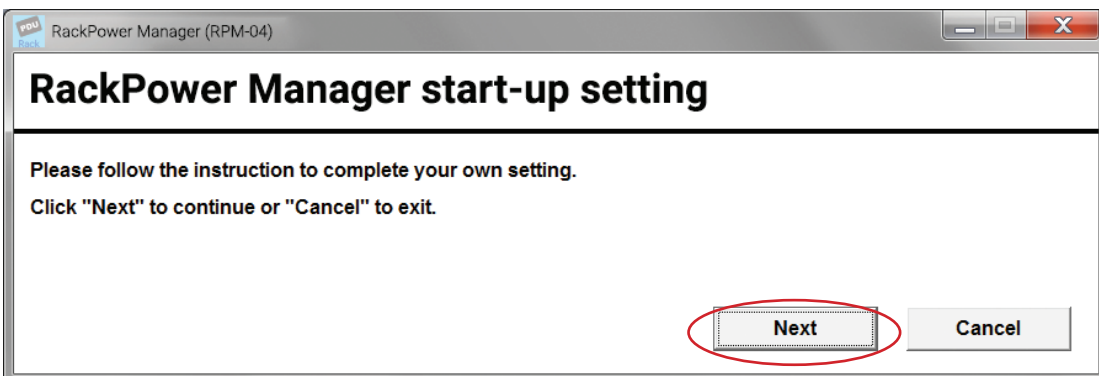 PDU
Rack
RackPower Manager (RPM-04)
X
RackPower Manager start-up setting
Please follow the instruction to complete your own setting.
Click "Next" to continue or "Cancel" to exit.
Next
Cancel